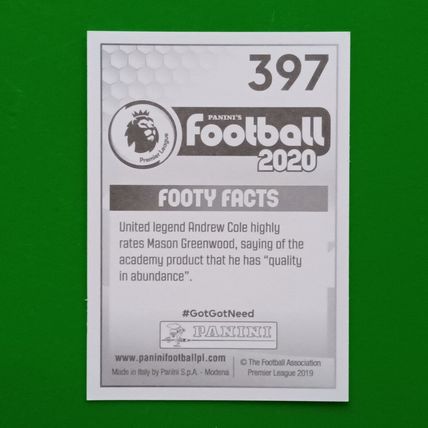 397
Premier League
PANINI'S
Football
2020
FOOTY FACTS
United legend Andrew Cole highly
rates Mason Greenwood, saying of the
academy product that he has "quality
in abundance".
#GotGotNeed
PANINI
www.paninifootballpl.com
Made in Italy by Panini S.p.A. - Modena
© The Football Association
Premier League 2019